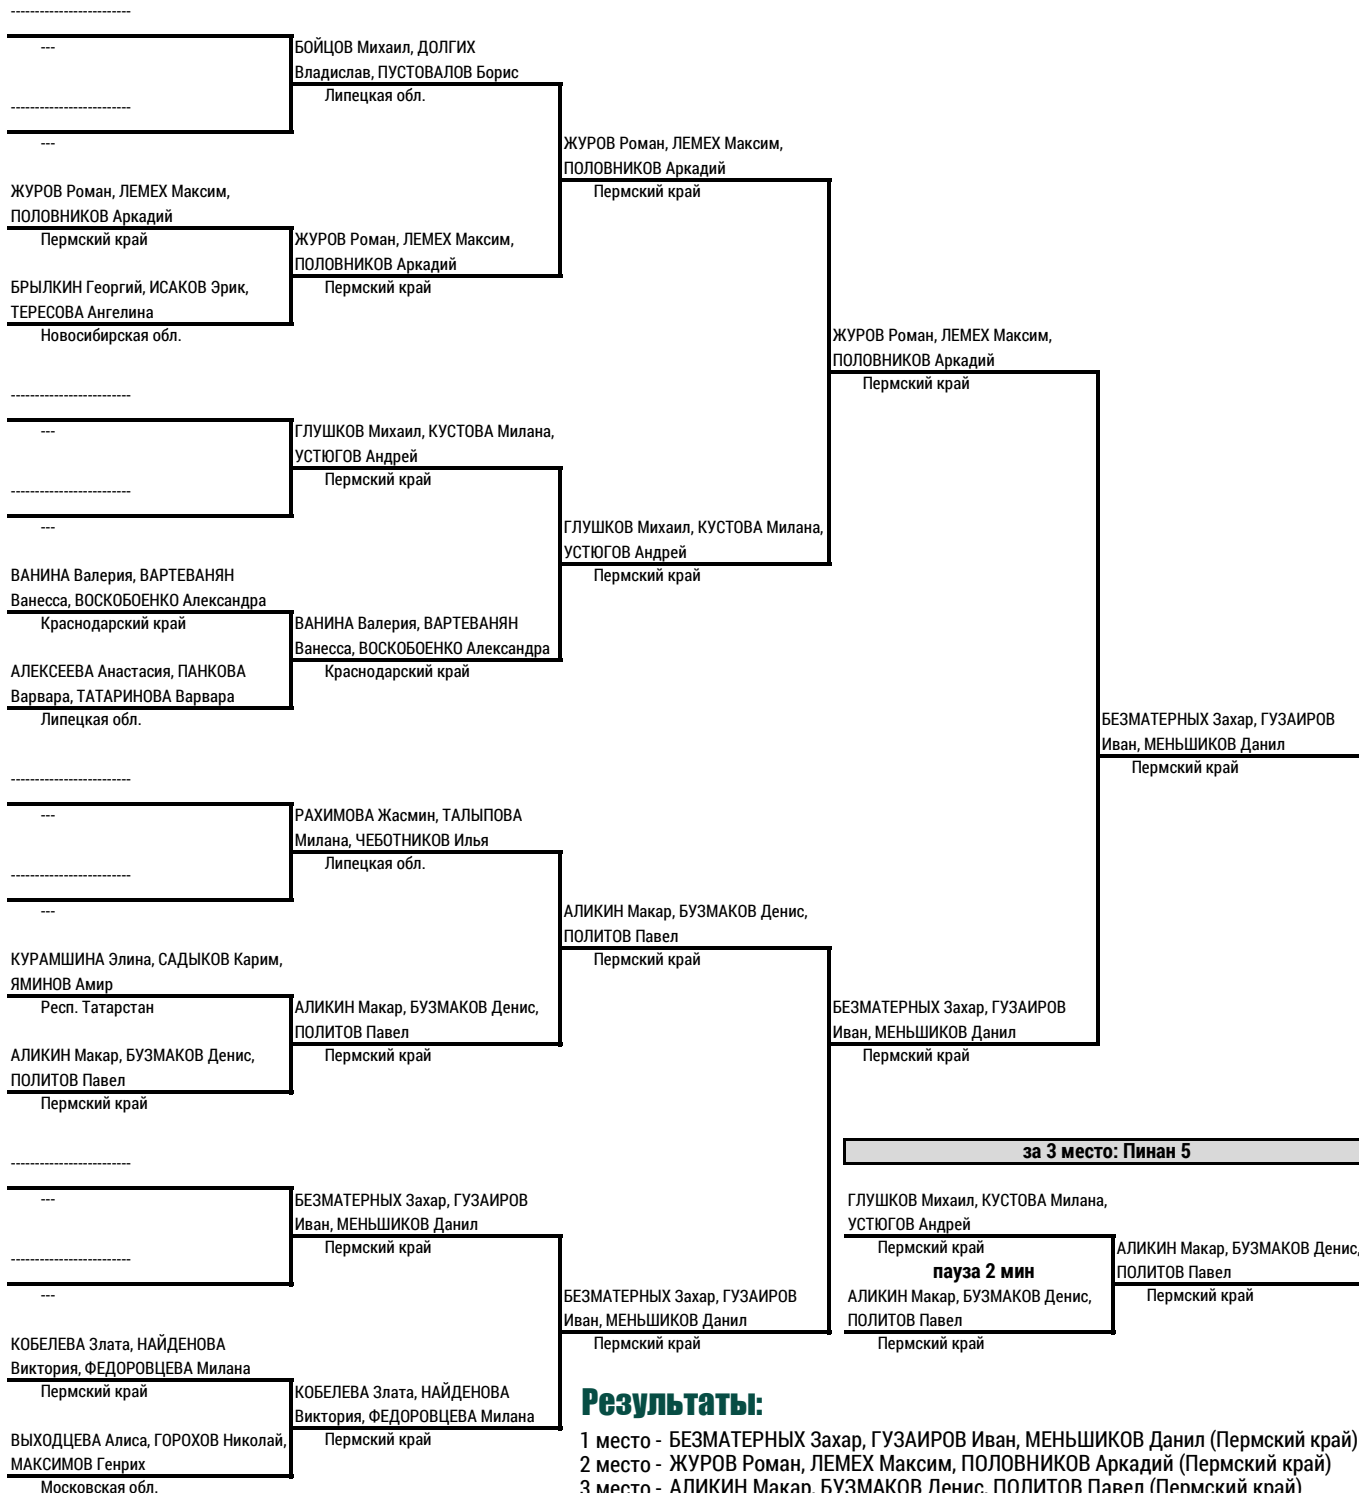 -------------------------
---
БОЙЦОВ Михаил, ДОЛГИХ
Владислав, ПУСТОВАЛОВ Борис
Липецкая обл.
-------------------------
---
ЖУРОВ Роман, ЛЕМЕХ Максим,
ПОЛОВНИКОВ Аркадий
Пермский край
ЖУРОВ Роман, ЛЕМЕХ Максим,
ПОЛОВНИКОВ Аркадий
Пермский край
ЖУРОВ Роман, ЛЕМЕХ Максим,
ПОЛОВНИКОВ Аркадий
Пермский край
БРЫЛКИН Георгий, ИСАКОВ Эрик,
ТЕРЕСОВА Ангелина
Новосибирская обл.
ЖУРОВ Роман, ЛЕМЕХ Максим,
ПОЛОВНИКОВ Аркадий
Пермский край
-------------------------
---
ГЛУШКОВ Михаил, КУСТОВА Милана,
УСТЮГОВ Андрей
Пермский край
-------------------------
---
ГЛУШКОВ Михаил, КУСТОВА Милана,
УСТЮГОВ Андрей
Пермский край
ВАНИНА Валерия, ВАРТЕВАНЯН
Ванесса, ВОСКОБОЕНКО Александра
Краснодарский край
ВАНИНА Валерия, ВАРТЕВАНЯН
Ванесса, ВОСКОБОЕНКО Александра
Краснодарский край
АЛЕКСЕЕВА Анастасия, ПАНКОВА
Варвара, ТАТАРИНОВА Варвара
Липецкая обл.
БЕЗМАТЕРНЫХ Захар, ГУЗАИРОВ
Иван, МЕНЬШИКОВ Данил
Пермский край
-------------------------
---
РАХИМОВА Жасмин, ТАЛЫПОВА
Милана, ЧЕБОТНИКОВ Илья
Липецкая обл.
-------------------------
---
АЛИКИН Макар, БУЗМАКОВ Денис,
ПОЛИТОВ Павел
Пермский край
КУРАМШИНА Элина, САДЫКОВ Карим,
ЯМИНОВ Амир
Респ. Татарстан
АЛИКИН Макар, БУЗМАКОВ Денис,
ПОЛИТОВ Павел
Пермский край
БЕЗМАТЕРНЫХ Захар, ГУЗАИРОВ
Иван, МЕНЬШИКОВ Данил
Пермский край
АЛИКИН Макар, БУЗМАКОВ Денис,
ПОЛИТОВ Павел
Пермский край
-------------------------
---
БЕЗМАТЕРНЫХ Захар, ГУЗАИРОВ
Иван, МЕНЬШИКОВ Данил
Пермский край
-------------------------
---
БЕЗМАТЕРНЫХ Захар, ГУЗАИРОВ
Иван, МЕНЬШИКОВ Данил
Пермский край
КОБЕЛЕВА Злата, НАЙДЕНОВА
Виктория, ФЕДОРОВЦЕВА Милана
Пермский край
КОБЕЛЕВА Злата, НАЙДЕНОВА
Виктория, ФЕДОРОВЦЕВА Милана
Пермский край
ВЫХОДЦЕВА Алиса, ГОРОХОВ Николай,
МАКСИМОВ Генрих
Московская обл.
за 3 место: Пинан 5
ГЛУШКОВ Михаил, КУСТОВА Милана,
УСТЮГОВ Андрей
Пермский край
пауза 2 мин
АЛИКИН Макар, БУЗМАКОВ Денис,
ПОЛИТОВ Павел
Пермский край
АЛИКИН Макар, БУЗМАКОВ Денис,
ПОЛИТОВ Павел
Пермский край
Результаты:
1 место - БЕЗМАТЕРНЫХ Захар, ГУЗАИРОВ Иван, МЕНЬШИКОВ Данил (Пермский край)
2 место - ЖУРОВ Роман, ЛЕМЕХ Максим, ПОЛОВНИКОВ Аркадий (Пермский край)
3 место - АЛИКИН Макар, БУЗМАКОВ Денис, ПОЛИТОВ Павел (Пермский край)